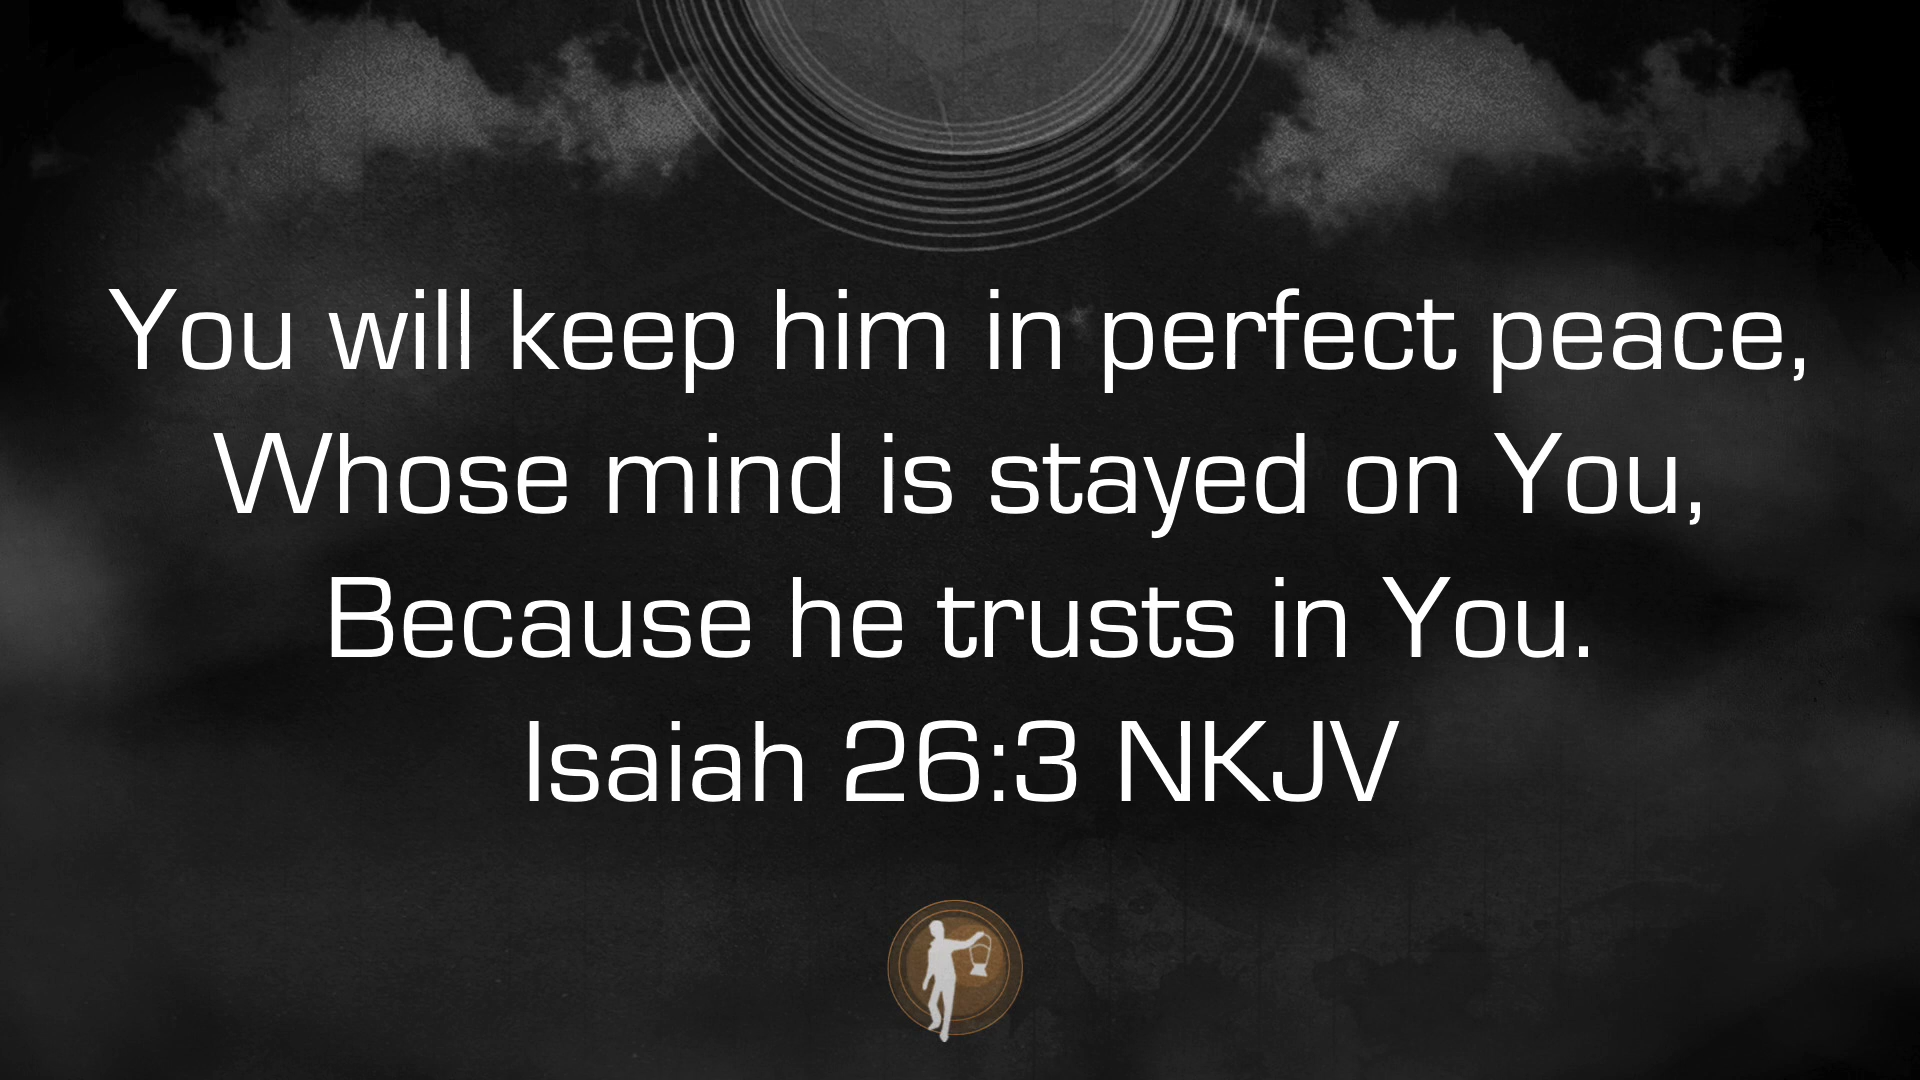 You will keep him in perfect peace,
Whose mind is stayed on You,
Because he trusts in You.
Isaiah 26:3 NKJV